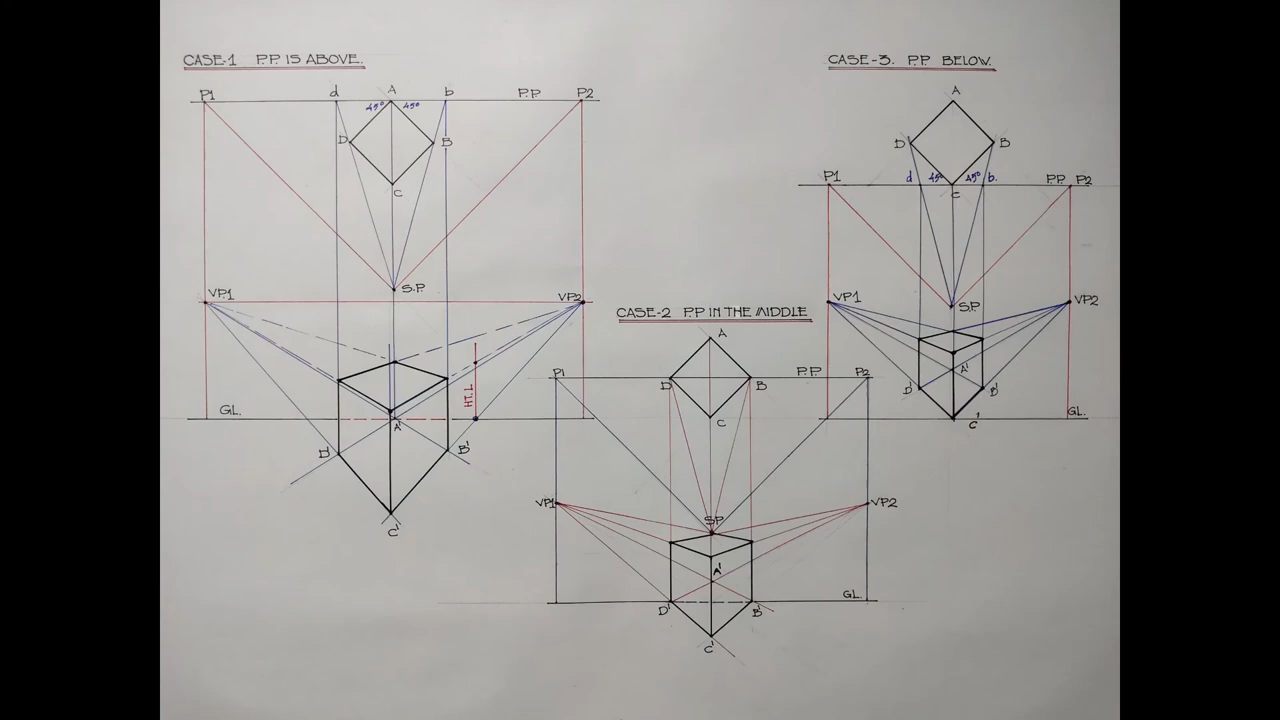 CASE-1 P.P. IS ABOVE.
P1 d A b P.P P2
45° 45°
D B
C
S.P.
VP1 VP2
HT.L
GL. A'
D' B'
C'
CASE-2 P.P IN THE MIDDLE
A
P1 P.P. P2
D B
C
VP1 VP2
S.P.
A'
GL.
D' B'
C'
CASE-3. P.P. BELOW.
A
D B
P1 d 45° 45° b. P.P P2
C
VP1 S.P. VP2
A'
D' B'
GL.
C'